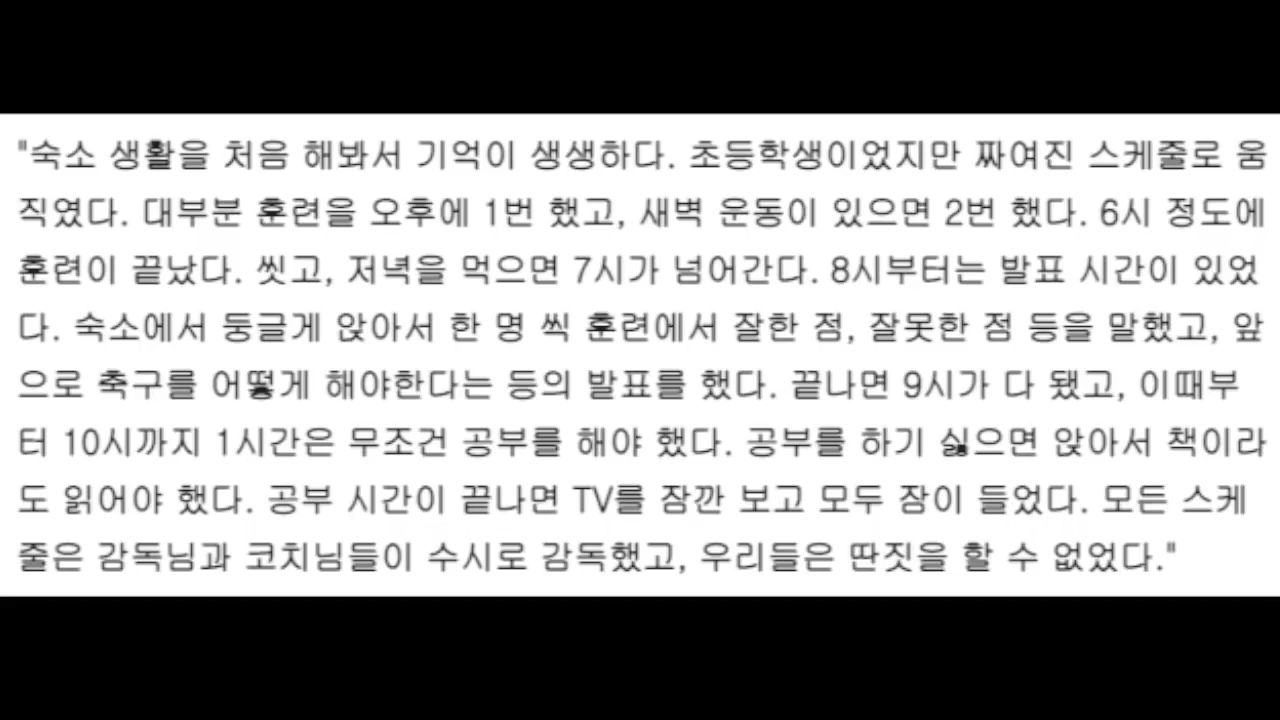 "숙소 생활을 처음 해봐서 기억이 생생하다. 초등학생이었지만 짜여진 스케줄로 움
직였다. 대부분 훈련을 오후에 1번 했고, 새벽 운동이 있으면 2번 했다. 6시 정도에
훈련이 끝났다. 씻고, 저녁을 먹으면 7시가 넘어간다. 8시부터는 발표 시간이 있었
다. 숙소에서 둥글게 앉아서 한 명 씩 훈련에서 잘한 점, 잘못한 점 등을 말했고, 앞
으로 축구를 어떻게 해야한다는 등의 발표를 했다. 끝나면 9시가 다 됐고, 이때부
터 10시까지 1시간은 무조건 공부를 해야 했다. 공부를 하기 싫으면 앉아서 책이라
도 읽어야 했다. 공부 시간이 끝나면 TV를 잠깐 보고 모두 잠이 들었다. 모든 스케
줄은 감독님과 코치님들이 수시로 감독했고, 우리들은 딴짓을 할 수 없었다."